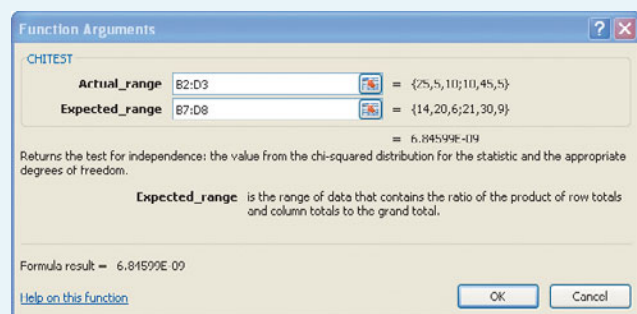 Function Arguments
CHITEST
Actual_range B2:D3 = {25,5,10;10,45,5}
Expected_range B7:D8 = {14,20,6;21,30,9}
= 6.84599E-09
Returns the test for independence: the value from the chi-squared distribution for the statistic and the appropriate
degrees of freedom.
Expected_range is the range of data that contains the ratio of the product of row totals
and column totals to the grand total.
Formula result = 6.84599E-09
Help on this function OK Cancel